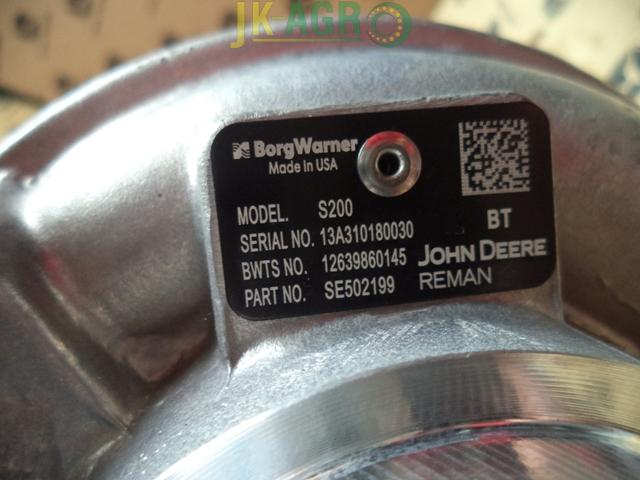 JK-AGRO
BorgWarner
Made in USA
MODEL. S200
SERIAL NO. 13A310180030
BWTS NO. 12639860145
PART NO. SE502199
BT
JOHN DEERE
REMAN